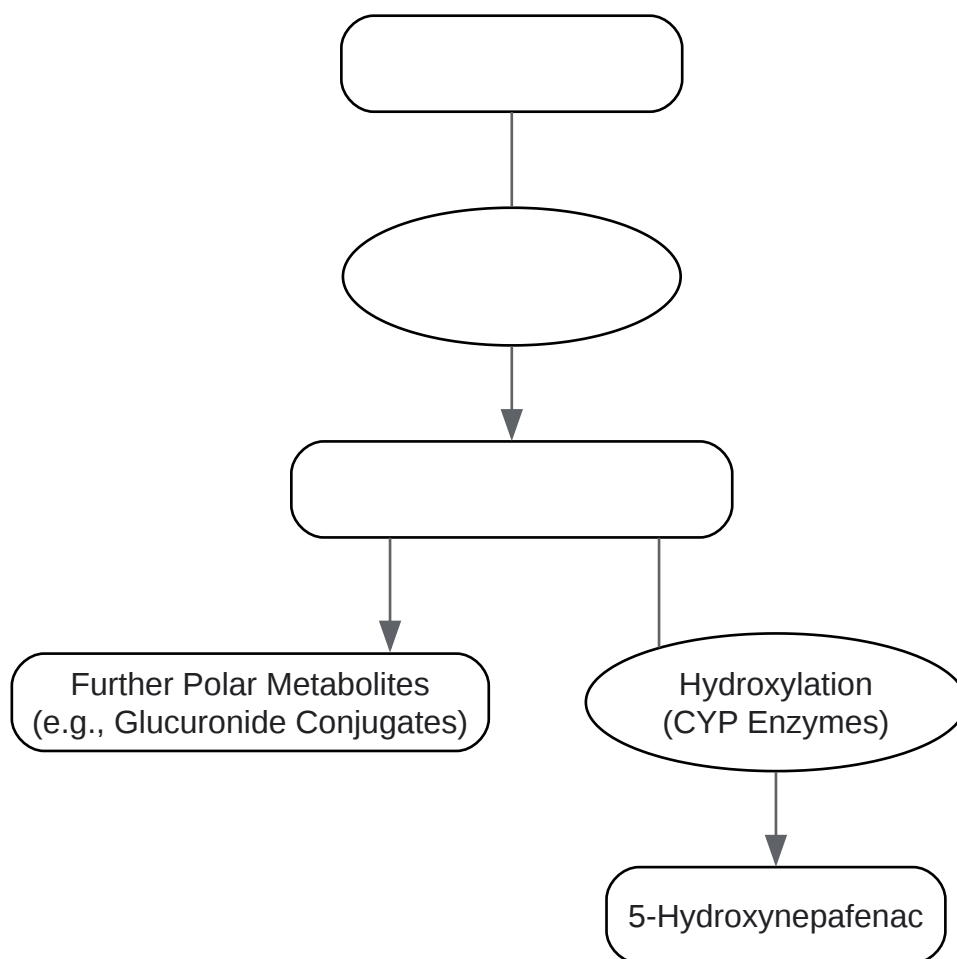 Further Polar Metabolites
(e.g., Glucuronide Conjugates)
Hydroxylation
(CYP Enzymes)
5-Hydroxynepafenac